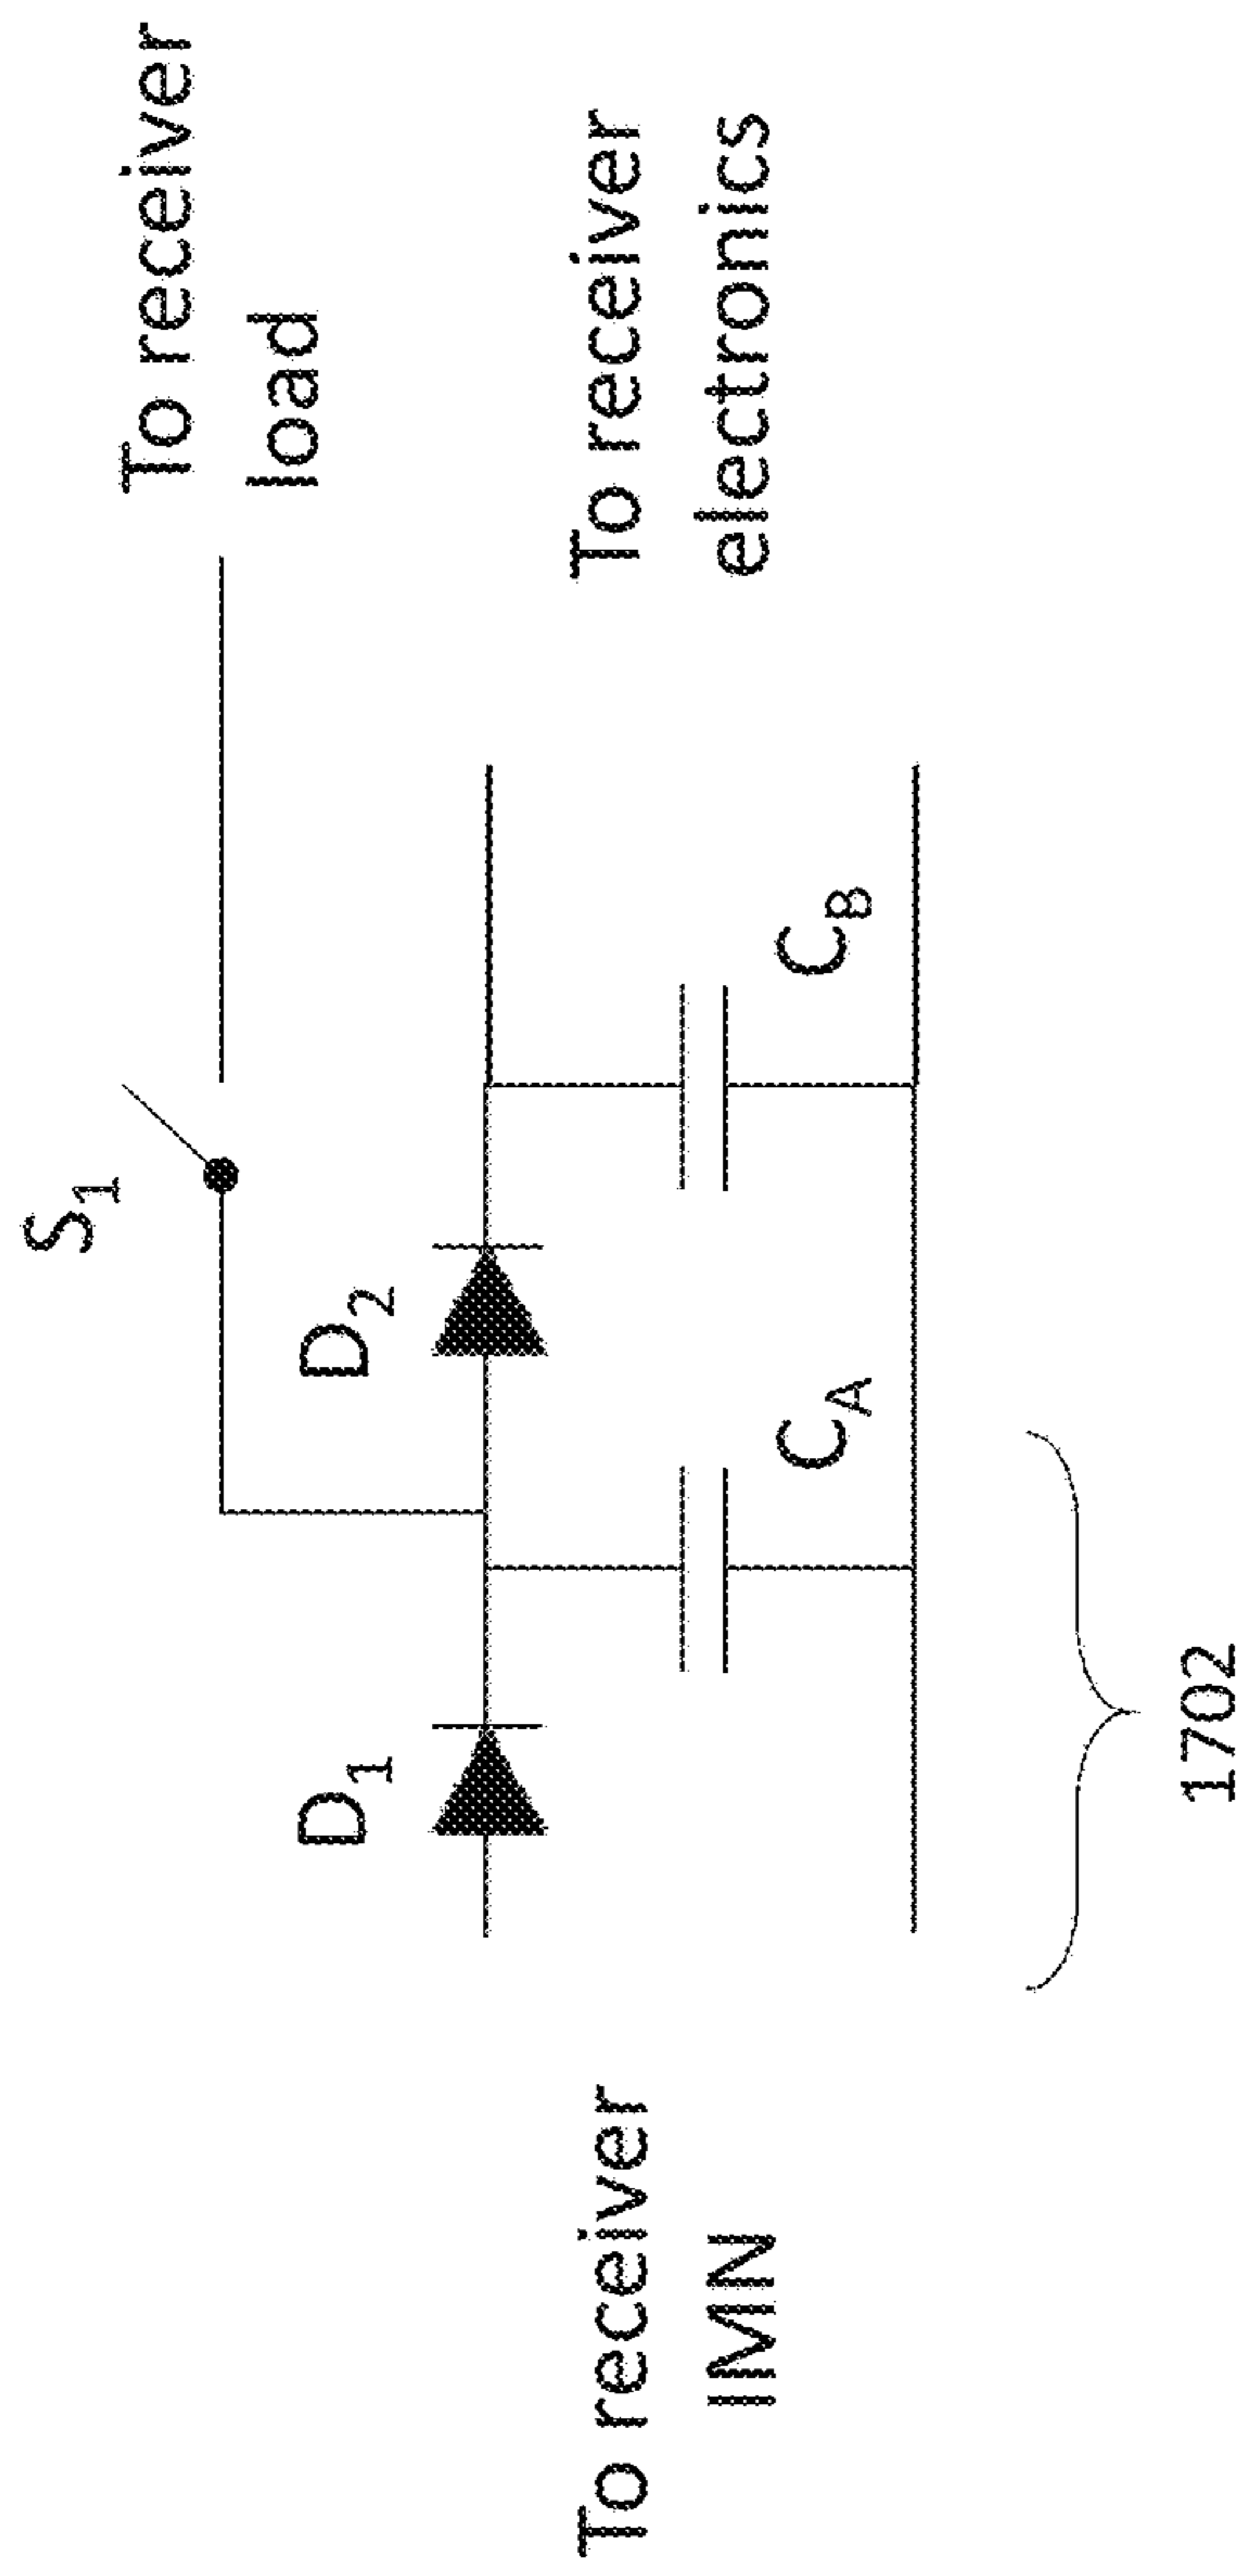 To receiver
load
S1
D1
D2
To receiver
IMN
CA
CB
To receiver
electronics
1702